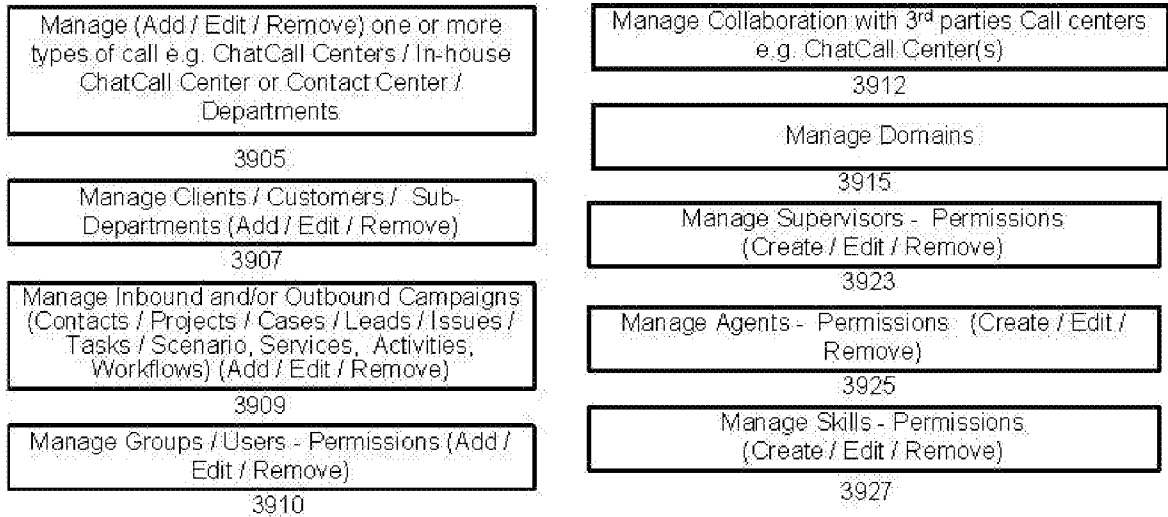 Manage (Add / Edit / Remove) one or more
types of call e.g. ChatCall Centers / In-house
ChatCall Center or Contact Center /
Departments
3905
Manage Clients / Customers / Sub-
Departments (Add / Edit / Remove)
3907
Manage Inbound and/or Outbound Campaigns
(Contacts / Projects / Cases / Leads / Issues /
Tasks / Scenario, Services, Activities,
Workflows) (Add / Edit / Remove)
3909
Manage Groups / Users - Permissions (Add /
Edit / Remove)
3910
Manage Collaboration with 3rd parties Call centers
e.g. ChatCall Center(s)
3912
Manage Domains
3915
Manage Supervisors - Permissions
(Create / Edit / Remove)
3923
Manage Agents - Permissions (Create / Edit /
Remove)
3925
Manage Skills - Permissions
(Create / Edit / Remove)
3927